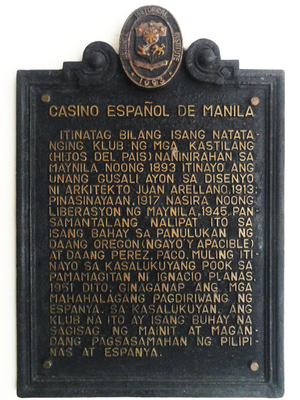 1993
CASINO ESPAÑOL DE MANILA
ITINATAG BILANG ISANG NATATA-
NGING KLUB NG MGA KASTILANG
(HIJOS DEL PAIS) NANINIRAHAN SA
MAYNILA NOONG 1893 ITINAYO ANG
UNANG GUSALI AYON SA DISENYO
NI ARKITEKTO JUAN ARELLANO, 1913;
PINASINAYAAN, 1917. NASIRA NOONG
LIBERASYON NG MAYNILA, 1945. PAN-
SAMANTALANG NALIPAT ITO SA
ISANG BAHAY SA PANULUKAN NG
DAANG OREGON (NGAYO'Y APACIBLE)
AT DAANG PEREZ, PACO. MULING ITI-
NAYO SA KASALUKUYANG POOK SA
PAMAMAGITAN NI IGNACIO PLANAS,
1951 DITO, GINAGANAP ANG MGA
MAHAHALAGANG PAGDIRIWANG NG
ESPANYA. SA KASALUKUYAN, ANG
KLUB NA ITO AY ISANG BUHAY NA
SAGISAG NG MAINIT AT MAGAN-
DANG PAGSASAMAHAN NG PILIPI-
NAS AT ESPANYA.